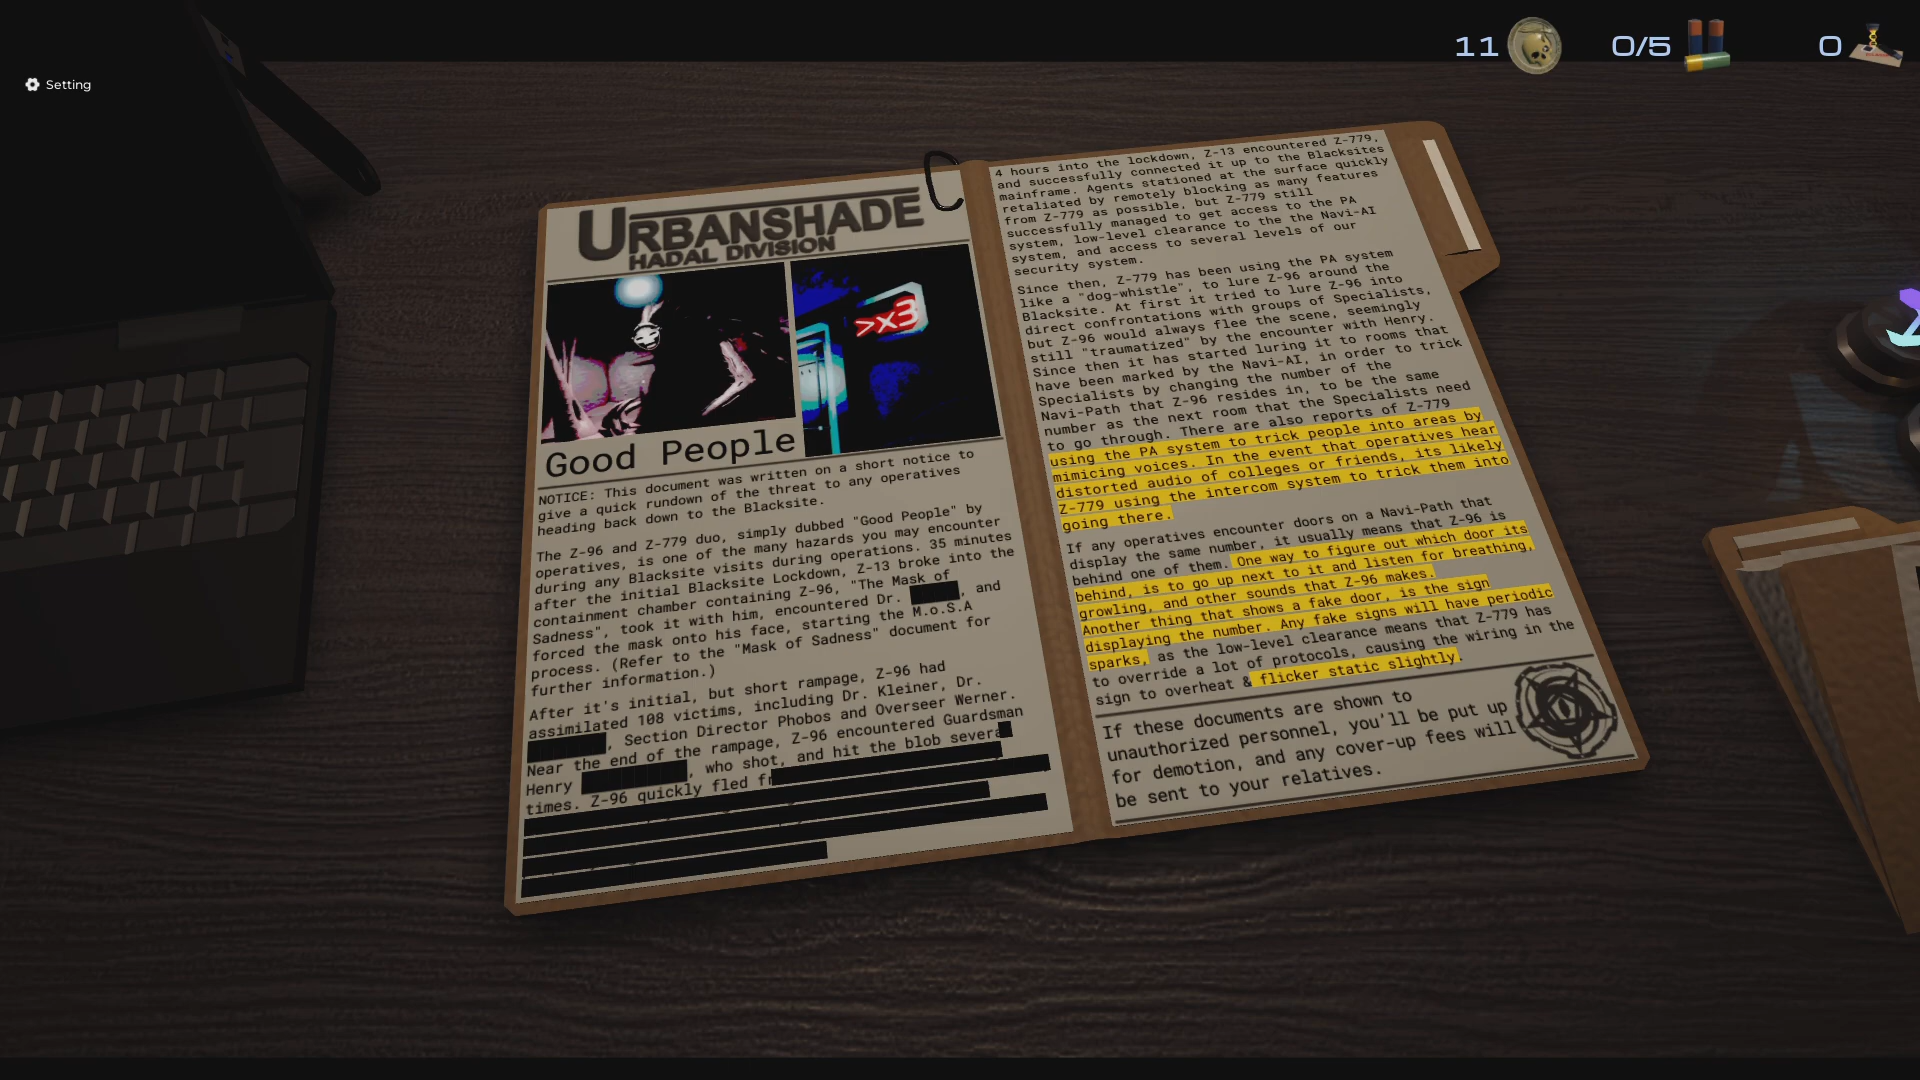 11
0/5
0
Setting
URBANSHADE
HADAL DIVISION
>x3
Good People
NOTICE: This document was written on a short notice to
give a quick rundown of the threat to any operatives
heading back down to the Blacksite.
The Z-96 and Z-779 duo, simply dubbed "Good People" by
operatives, is one of the many hazards you may encounter
during any Blacksite visits during operations. 35 minutes
after the initial Blacksite Lockdown, Z-13 broke into the
containment chamber containing Z-96, "The Mask of
Sadness", took it with him, encountered Dr. , and
forced the mask onto his face, starting the M.o.S.A
process. (Refer to the "Mask of Sadness" document for
further information.)
After it's initial, but short rampage, Z-96 had
assimilated 108 victims, including Dr. Kleiner, Dr.
, Section Director Phobos and Overseer Werner.
Near the end of the rampage, Z-96 encountered Guardsman
Henry , who shot, and hit the blob severa
times. Z-96 quickly fled fr
4 hours into the lockdown, Z-13 encountered Z-779,
and successfully connected it up to the Blacksites
mainframe. Agents stationed at the surface quickly
retaliated by remotely blocking as many features
from Z-779 as possible, but Z-779 still
successfully managed to get access to the PA
system, low-level clearance to the the Navi-AI
system, and access to several levels of our
security system.
Since then, Z-779 has been using the PA system
like a "dog-whistle", to lure Z-96 around the
Blacksite. At first it tried to lure Z-96 into
direct confrontations with groups of Specialists,
but Z-96 would always flee the scene, seemingly
still "traumatized" by the encounter with Henry.
Since then it has started luring it to rooms that
have been marked by the Navi-AI, in order to trick
Specialists by changing the number of the
Navi-Path that Z-96 resides in, to be the same
number as the next room that the Specialists need
to go through. There are also reports of Z-779
using the PA system to trick people into areas by
mimicing voices. In the event that operatives hear
distorted audio of colleges or friends, its likely
Z-779 using the intercom system to trick them into
going there.
If any operatives encounter doors on a Navi-Path that
display the same number, it usually means that Z-96 is
behind one of them. One way to figure out which door its
behind, is to go up next to it and listen for breathing,
growling, and other sounds that Z-96 makes.
Another thing that shows a fake door, is the sign
displaying the number. Any fake signs will have periodic
sparks, as the low-level clearance means that Z-779 has
to override a lot of protocols, causing the wiring in the
sign to overheat & flicker static slightly.
If these documents are shown to
unauthorized personnel, you'll be put up
for demotion, and any cover-up fees will
be sent to your relatives.